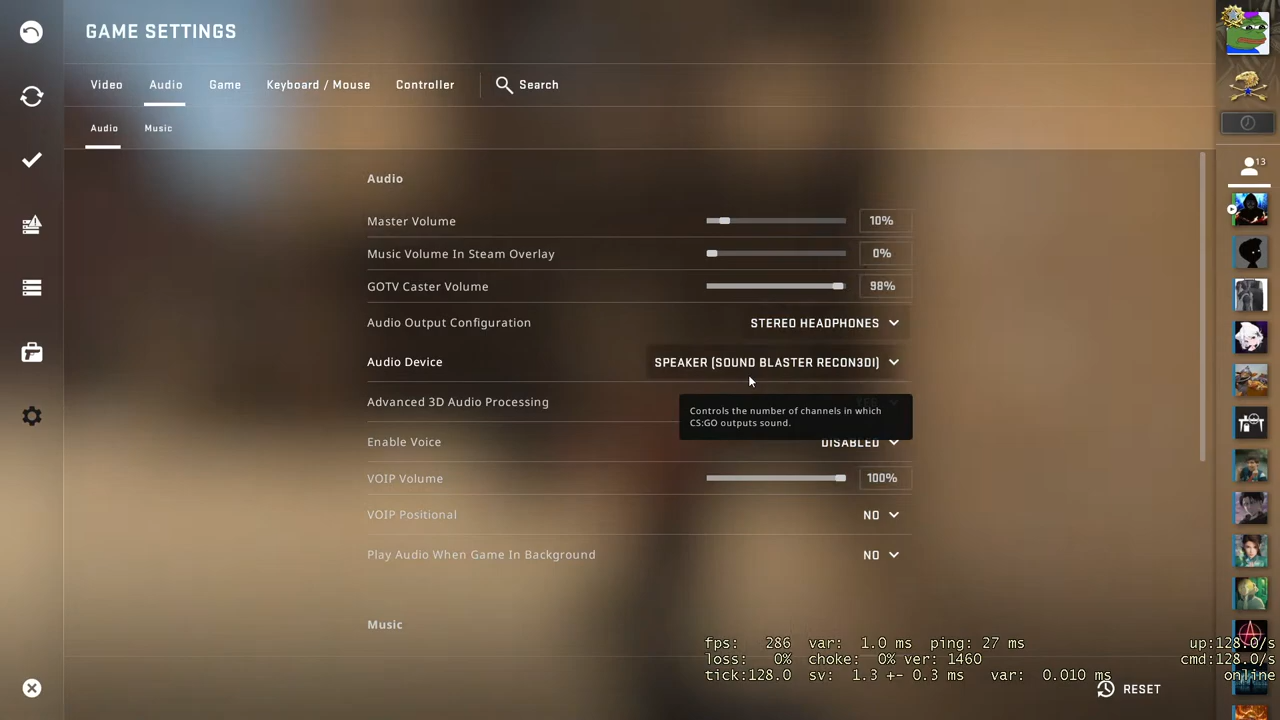 GAME SETTINGS
Video Audio Game Keyboard / Mouse Controller Search
Audio Music
13
Audio
Master Volume 10%
Music Volume In Steam Overlay 0%
GOTV Caster Volume 98%
Audio Output Configuration STEREO HEADPHONES
Audio Device SPEAKER (SOUND BLASTER RECON3DI)
Advanced 3D Audio Processing YES
Controls the number of channels in which
CS:GO outputs sound.
Enable Voice DISABLED
VOIP Volume 100%
VOIP Positional NO
Play Audio When Game In Background NO
Music
fps: 286 var: 1.0 ms ping: 27 ms up:128.0/s
loss: 0% choke: 0% ver: 1460 cmd:128.0/s
tick:128.0 sv: 1.3 +- 0.3 ms var: 0.010 ms online
RESET